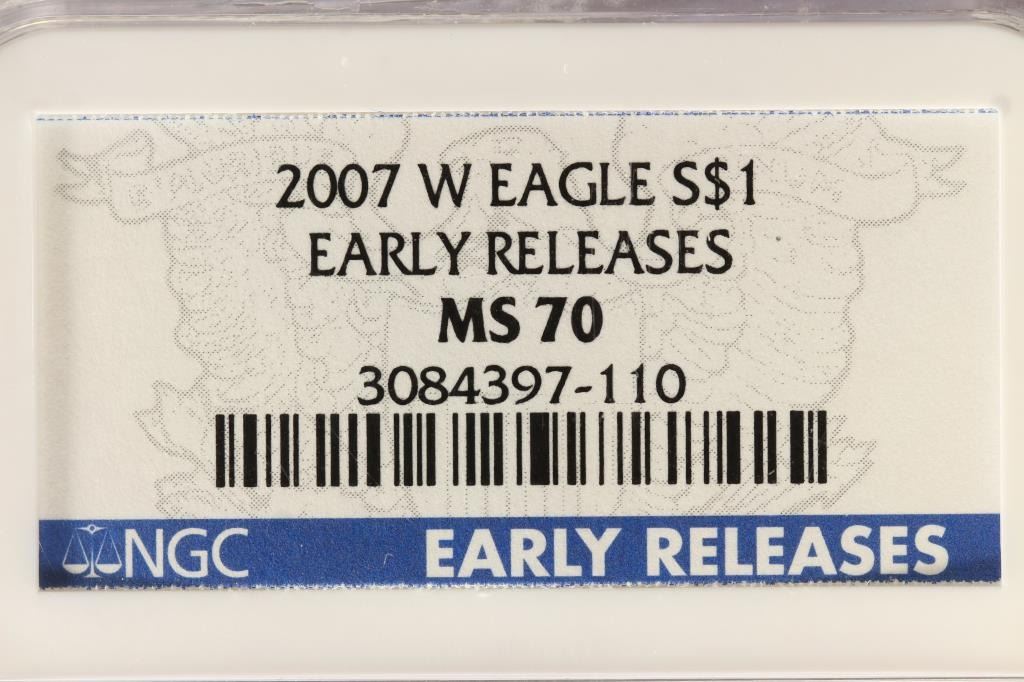 2007 W EAGLE S$1
EARLY RELEASES
MS 70
3084397-110
NGC EARLY RELEASES